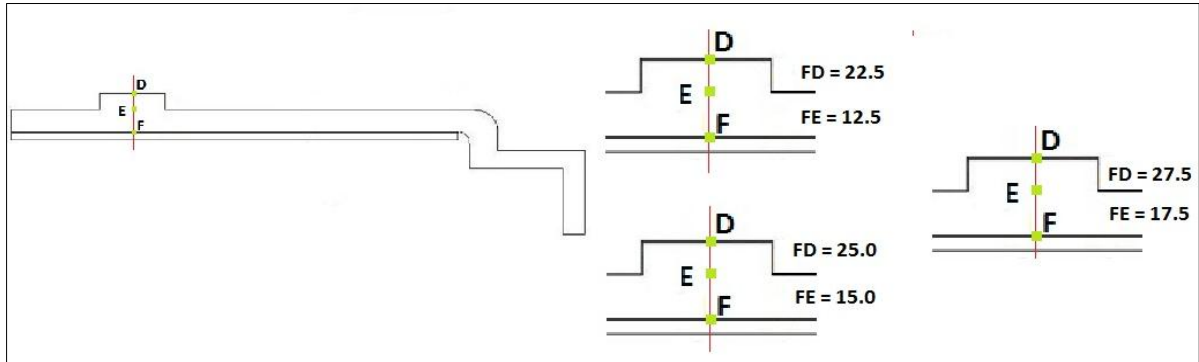 D
E
F
D
E
F
FD = 22.5
FE = 12.5
D
E
F
FD = 25.0
FE = 15.0
D
E
F
FD = 27.5
FE = 17.5